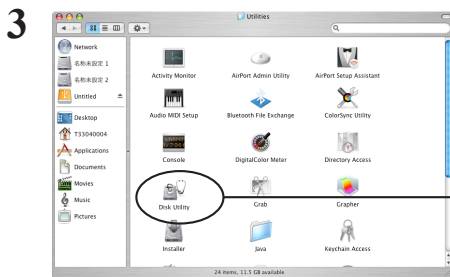 3
Utilities
Network
名称未設定 1
名称未設定 2
Untitled
Desktop
T33040004
Applications
Documents
Movies
Music
Pictures
Activity Monitor
AirPort Admin Utility
AirPort Setup Assistant
Audio MIDI Setup
Bluetooth File Exchange
ColorSync Utility
Console
DigitalColor Meter
Directory Access
Disk Utility
Grab
Grapher
Installer
Java
Keychain Access
24 items, 11.5 GB available